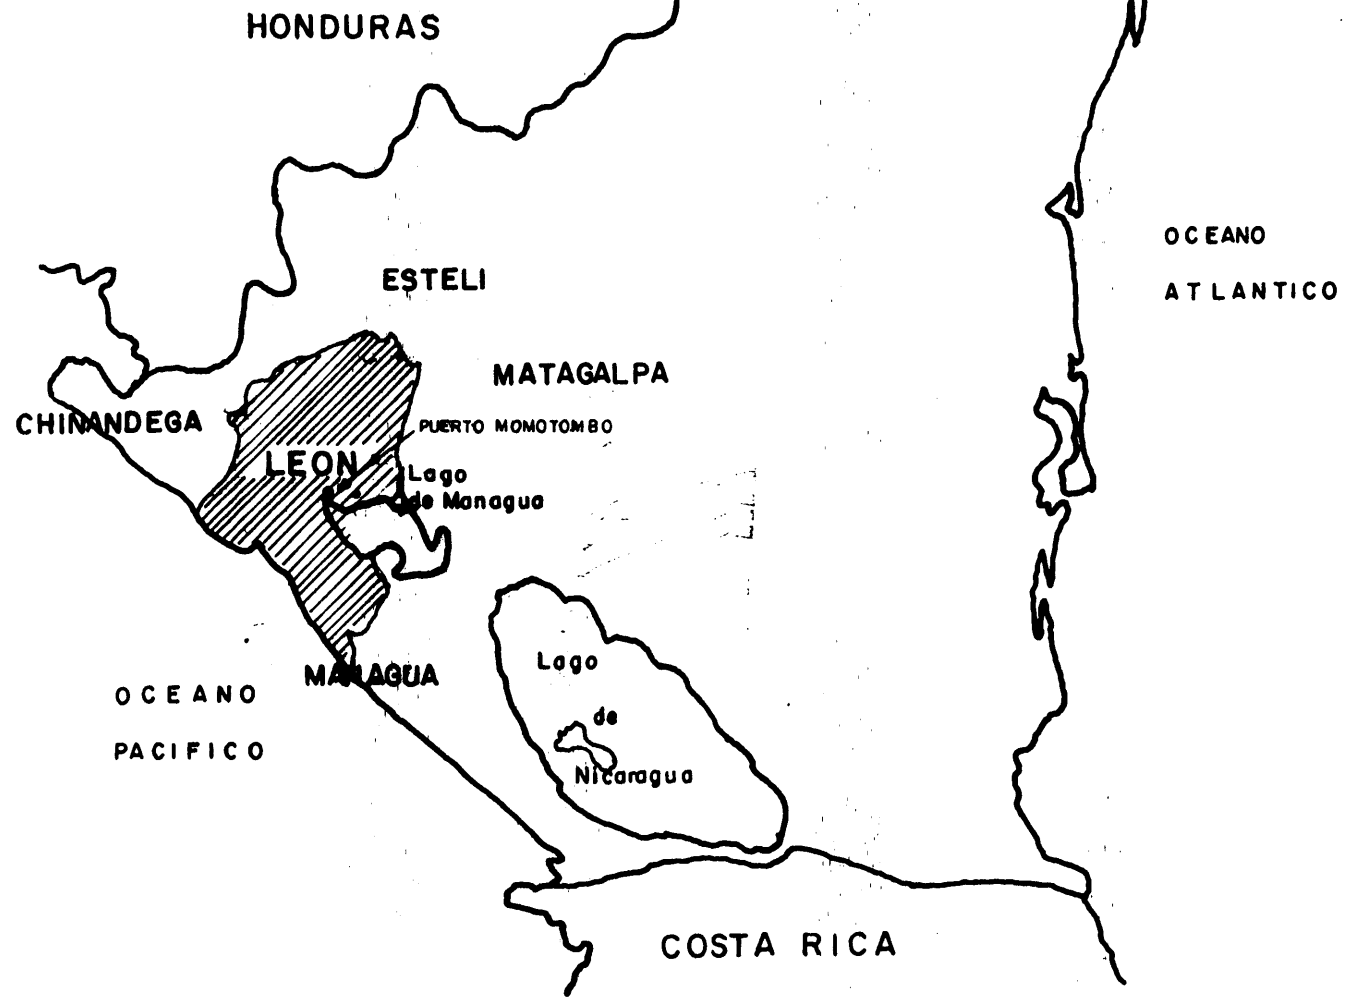 HONDURAS
OCEANO
ATLANTICO
ESTELI
MATAGALPA
CHINANDEGA
PUERTO MOMOTOMBO
LEON
Lago
de Managua
Lago
de
Nicaragua
MANAGUA
OCEANO
PACIFICO
COSTA RICA